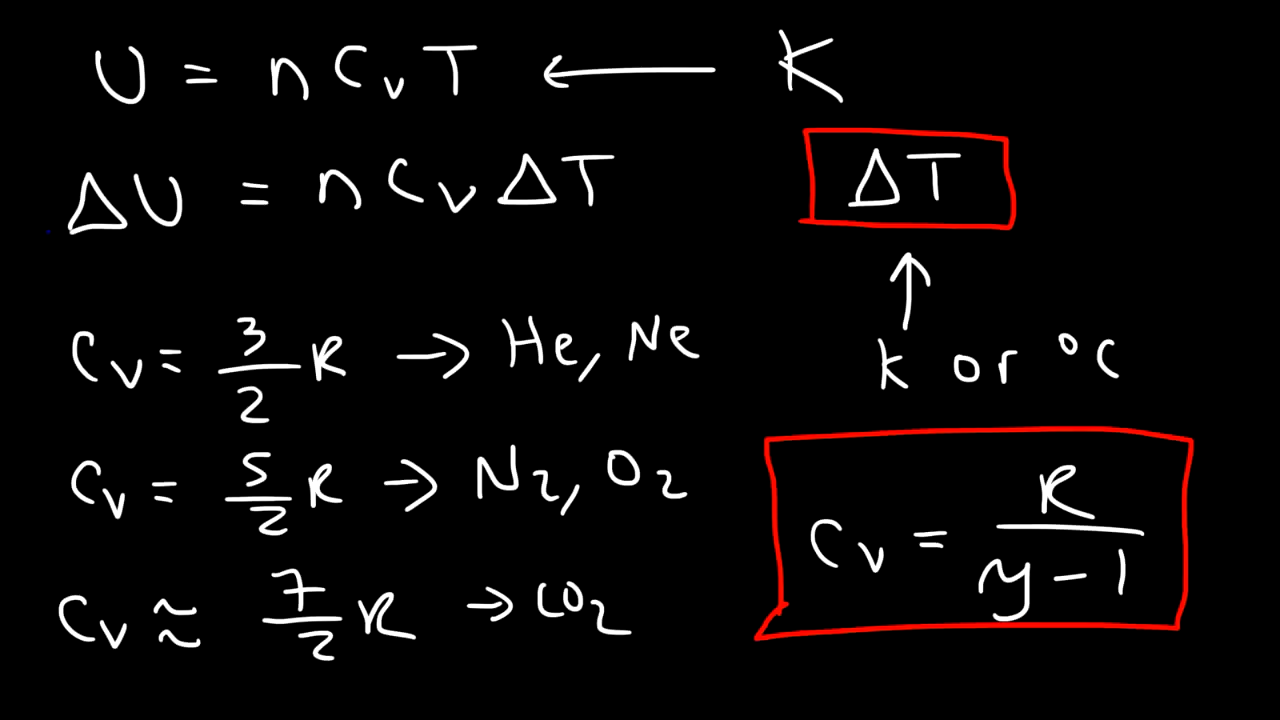 U = nCᵥT ← K
ΔU = nCᵥΔT
ΔT
K or °C
Cᵥ = 3/2 R → He, Ne
Cᵥ = 5/2 R → N₂, O₂
Cᵥ ≈ 7/2 R → CO₂
Cᵥ = R/(γ-1)